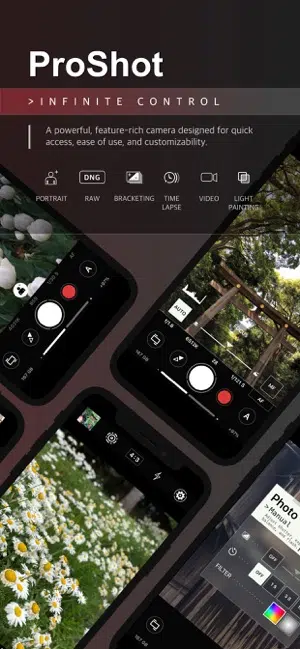 ProShot
>INFINITE CONTROL
A powerful, feature-rich camera designed for quick
access, ease of use, and customizability.
PORTRAIT
DNG
RAW
BRACKETING
TIME
LAPSE
VIDEO
LIGHT
PAINTING
A
AUTO
MF
AF
A
4:3
Photo
>Manual
OFF
FILTER
OFF